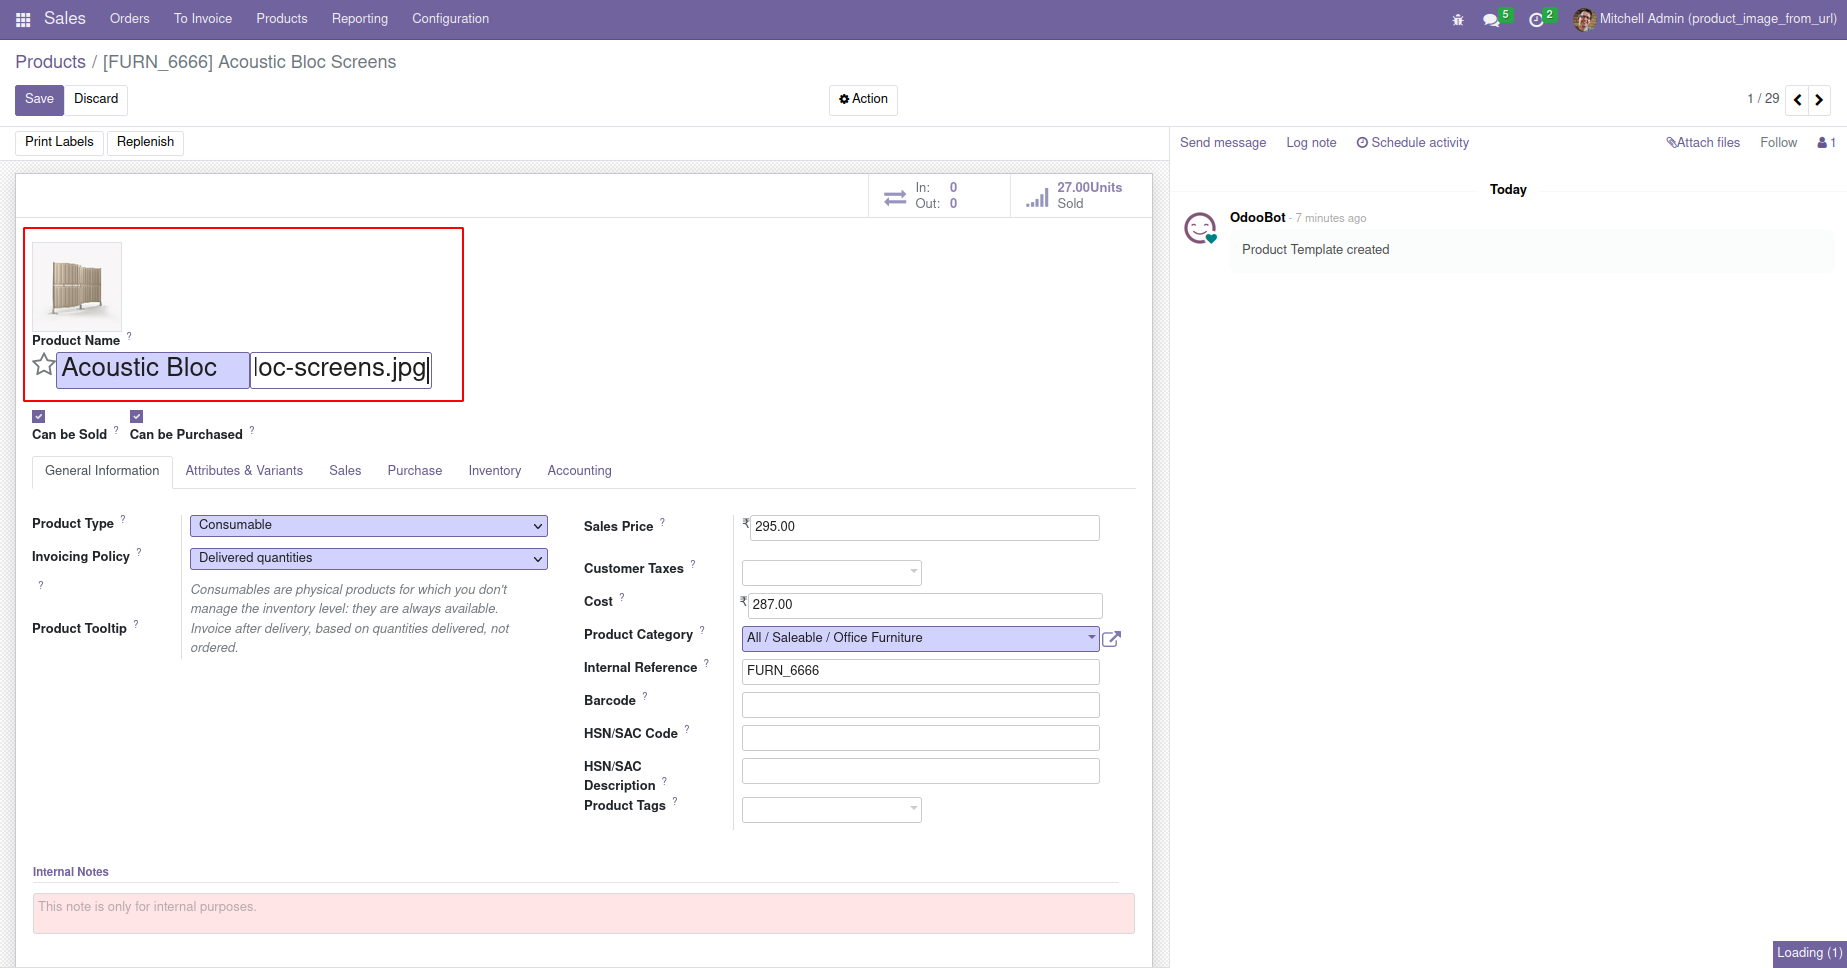 Sales Orders To Invoice Products Reporting Configuration 5 2 Mitchell Admin (product_image_from_url)
Products / [FURN_6666] Acoustic Bloc Screens
Save Discard Action 1 / 29
Print Labels Replenish
Send message Log note Schedule activity Attach files Follow 1
In: 0
Out: 0
27.00Units
Sold
Product Name ?
Acoustic Bloc loc-screens.jpg
Can be Sold ? Can be Purchased ?
General Information Attributes & Variants Sales Purchase Inventory Accounting
Product Type ? Consumable
Invoicing Policy ? Delivered quantities
?
Consumables are physical products for which you don't
manage the inventory level: they are always available.
Product Tooltip ?
Invoice after delivery, based on quantities delivered, not
ordered.
Sales Price ? ₹ 295.00
Customer Taxes ?
Cost ? ₹ 287.00
Product Category ? All / Saleable / Office Furniture
Internal Reference ? FURN_6666
Barcode ?
HSN/SAC Code ?
HSN/SAC
Description ?
Product Tags ?
Internal Notes
This note is only for internal purposes.
Today
OdooBot - 7 minutes ago
Product Template created
Loading (1)